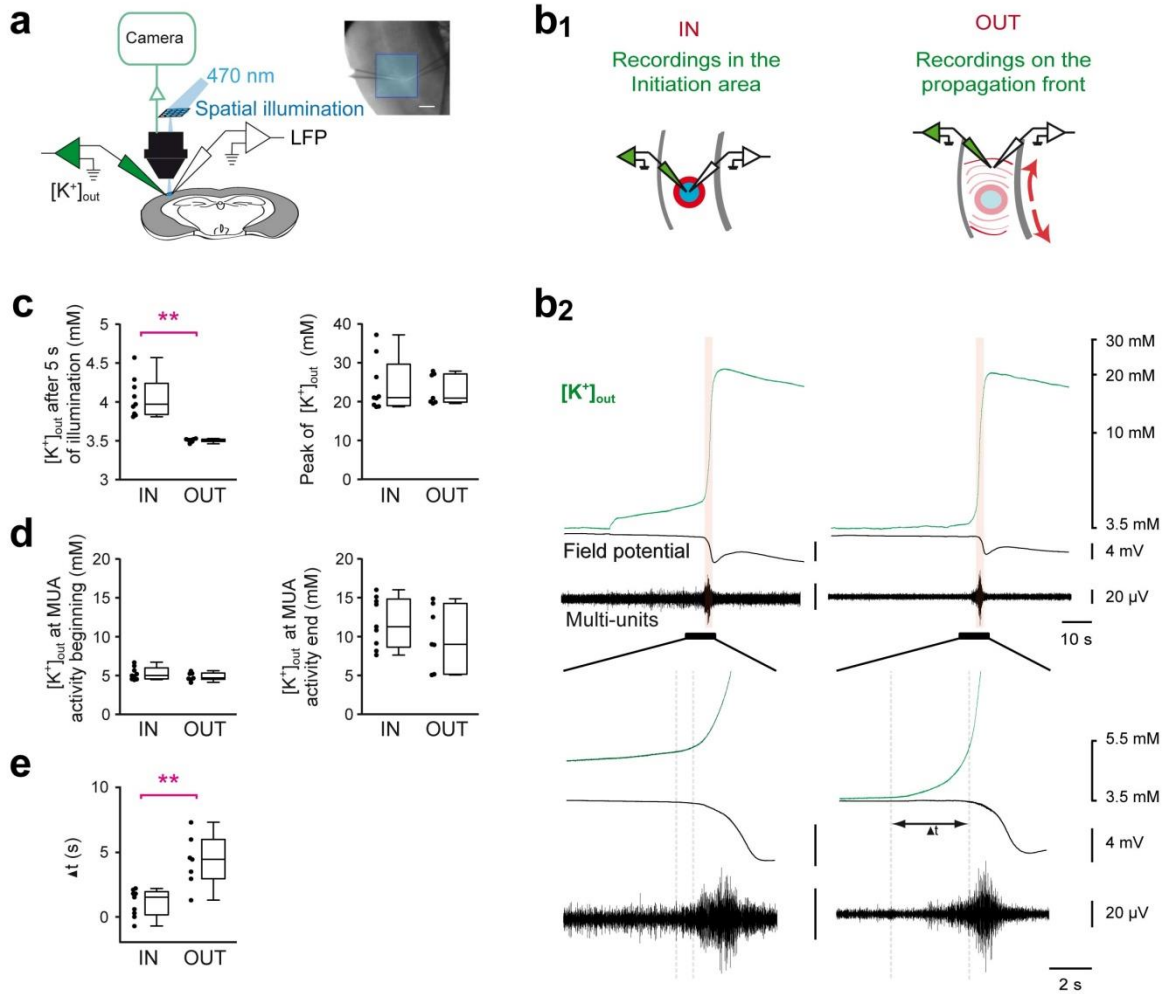 a
Camera
470 nm
Spatial illumination
LFP
[K+]out
b1
IN
Recordings in the
Initiation area
OUT
Recordings on the
propagation front
c
[K+]out after 5 s
of illumination (mM)
5
4.5
4
3.5
3
**
IN OUT
Peak of [K+]out (mM)
40
30
20
10
0
IN OUT
d
[K+]out at MUA
activity beginning (mM)
20
15
10
5
0
IN OUT
[K+]out at MUA
activity end (mM)
20
15
10
5
0
IN OUT
e
▲t (s)
10
5
0
**
IN OUT
b2
[K+]out
30 mM
20 mM
10 mM
3.5 mM
Field potential
4 mV
Multi-units
20 µV
10 s
5.5 mM
3.5 mM
▲t
4 mV
20 µV
2 s